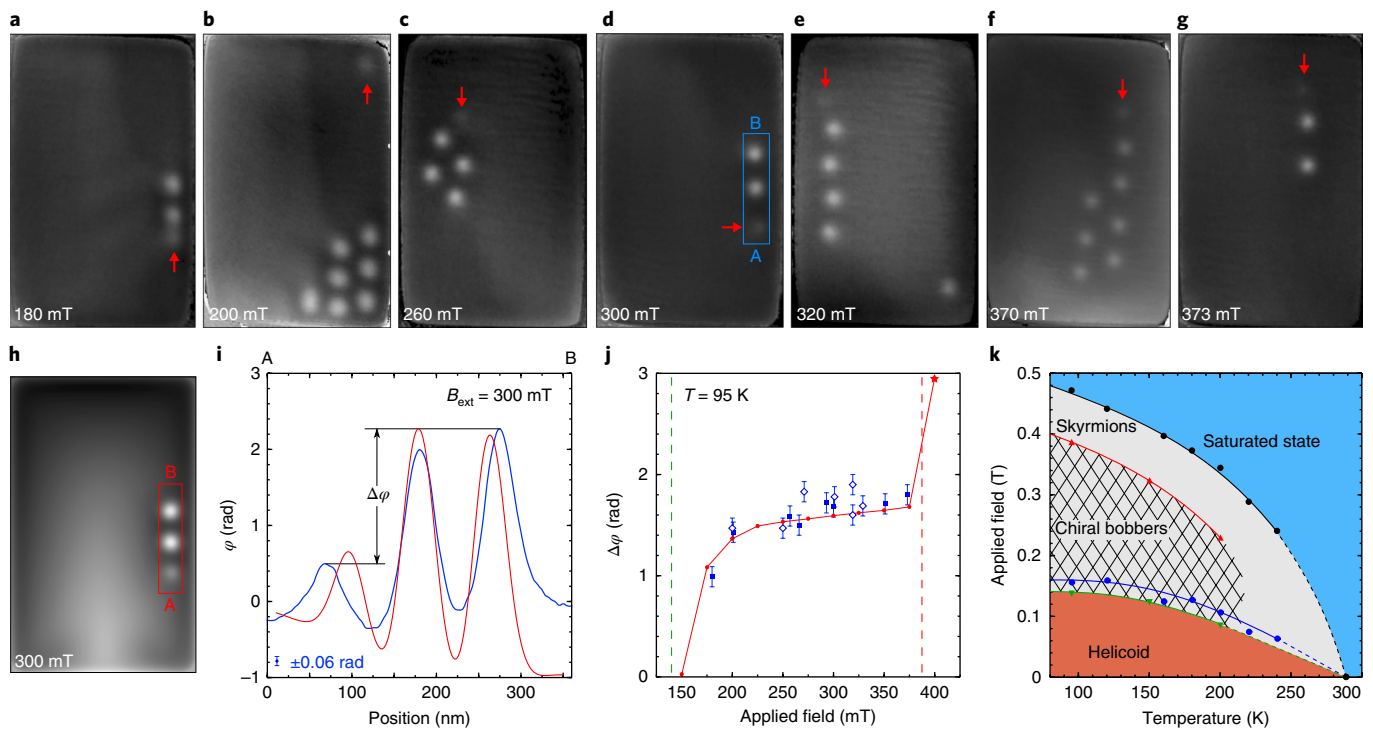 a b c d e f g
B
A
180 mT 200 mT 260 mT 300 mT 320 mT 370 mT 373 mT
h i j k
B
A
300 mT
A B
Bext = 300 mT
Δφ
±0.06 rad
φ (rad)
3
2
1
0
−1
0 100 200 300
Position (nm)
T = 95 K
Δφ (rad)
3
2
1
0
150 200 250 300 350 400
Applied field (mT)
Applied field (T)
0.5
0.4
0.3
0.2
0.1
0
Skyrmions
Saturated state
Chiral bobbers
Helicoid
100 150 200 250 300
Temperature (K)